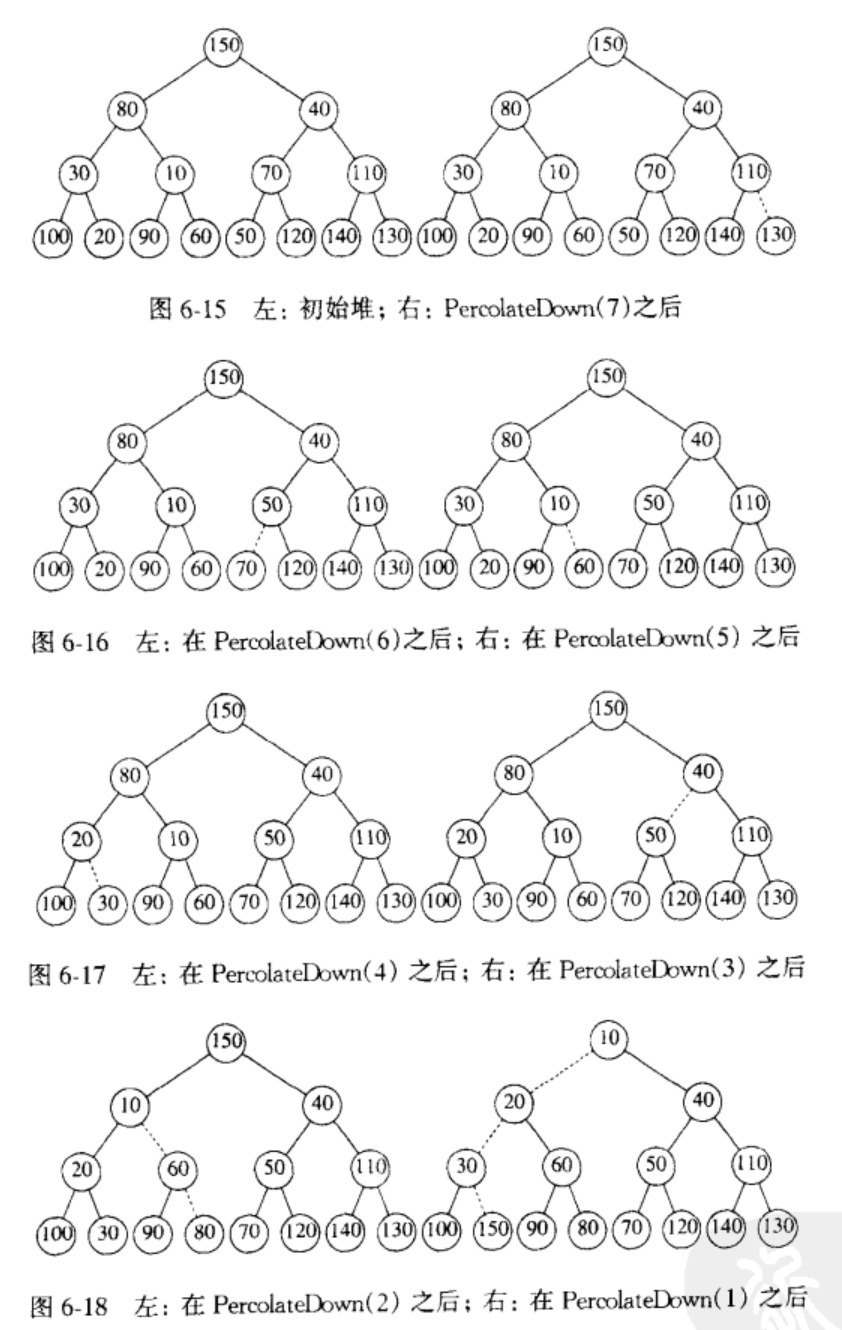 150 150
80 40 80 40
30 10 70 110 30 10 70 110
100 20 90 60 50 120 140 130 100 20 90 60 50 120 140 130
图 6-15 左: 初始堆; 右: PercolateDown(7)之后
150 150
80 40 80 40
30 10 50 110 30 10 50 110
100 20 90 60 70 120 140 130 100 20 90 60 70 120 140 130
图 6-16 左: 在 PercolateDown(6)之后; 右: 在 PercolateDown(5) 之后
150 150
80 40 80 40
20 10 50 110 20 10 50 110
100 30 90 60 70 120 140 130 100 30 90 60 70 120 140 130
图 6-17 左: 在 PercolateDown(4) 之后; 右: 在 PercolateDown(3) 之后
150 10
10 40 20 40
20 60 50 110 30 60 50 110
100 30 90 80 70 120 140 130 100 150 90 80 70 120 140 130
图 6-18 左: 在 PercolateDown(2) 之后; 右: 在 PercolateDown(1) 之后